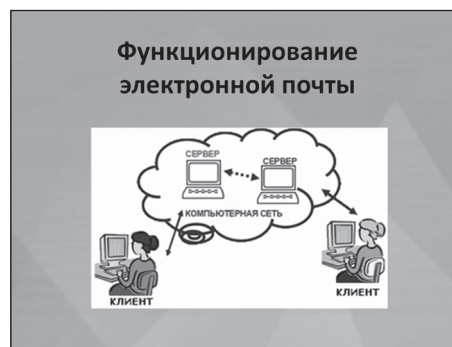 Функционирование
электронной почты
СЕРВЕР
СЕРВЕР
КОМПЬЮТЕРНАЯ СЕТЬ
КЛИЕНТ
КЛИЕНТ